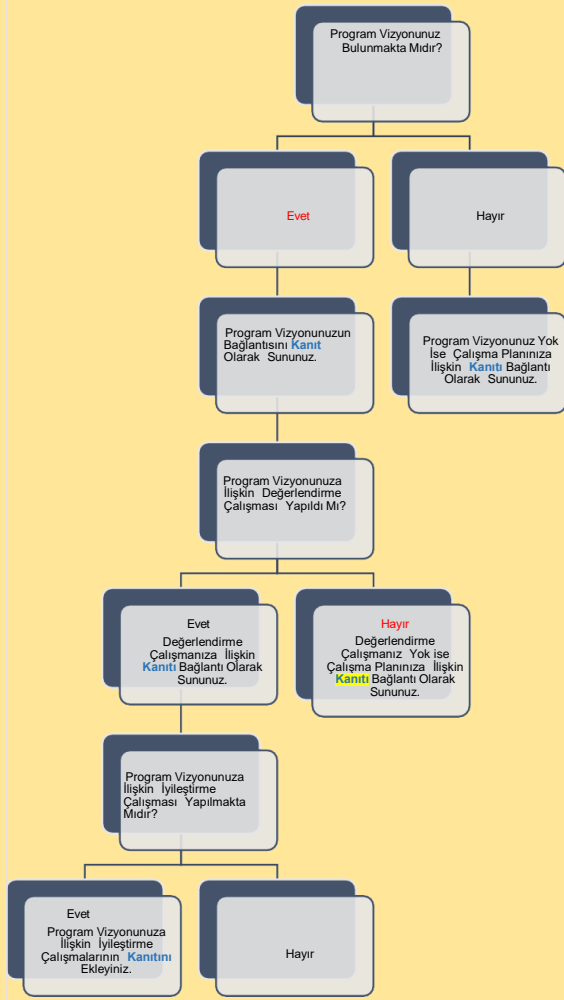 Program Vizyonunuz
Bulunmakta Mıdır?
Evet
Hayır
Program Vizyonunuzun
Bağlantısını Kanıt
Olarak Sununuz.
Program Vizyonunuz Yok
İse Çalışma Planınıza
İlişkin Kanıtı Bağlantı
Olarak Sununuz.
Program Vizyonunuza
İlişkin Değerlendirme
Çalışması Yapıldı Mı?
Evet
Değerlendirme
Çalışmanıza İlişkin
Kanıtı Bağlantı Olarak
Sununuz.
Hayır
Değerlendirme
Çalışmanız Yok ise
Çalışma Planınıza İlişkin
Kanıtı Bağlantı Olarak
Sununuz.
Program Vizyonunuza
İlişkin İyileştirme
Çalışması Yapılmakta
Mıdır?
Evet
Program Vizyonunuza
İlişkin İyileştirme
Çalışmalarının Kanıtını
Ekleyiniz.
Hayır